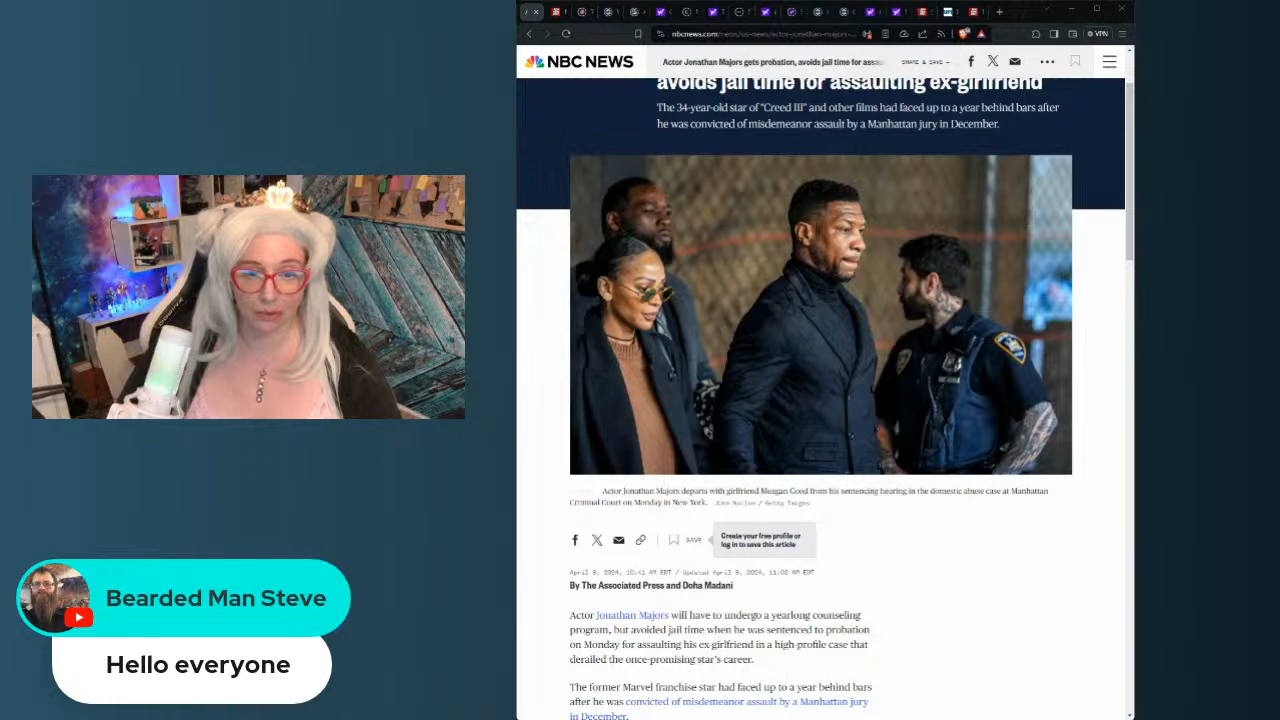 nbcnews.com/news/us-news/actor-jonathan-majors-...
VPN
NBC NEWS
Actor Jonathan Majors gets probation, avoids jail time for assau
SHARE & SAVE
avoids jail time for assaulting ex-girlfriend
The 34-year-old star of "Creed III" and other films had faced up to a year behind bars after
he was convicted of misdemeanor assault by a Manhattan jury in December.
Actor Jonathan Majors departs with girlfriend Meagan Good from his sentencing hearing in the domestic abuse case at Manhattan
Criminal Court on Monday in New York.
/ Getty Images
SAVE
Create your free profile or
log in to save this article
April 8, 2024, 10:41 AM EDT / Updated April 8, 2024, 11:02 AM EDT
By The Associated Press and Doha Madani
Actor Jonathan Majors will have to undergo a yearlong counseling
program, but avoided jail time when he was sentenced to probation
on Monday for assaulting his ex-girlfriend in a high-profile case that
derailed the once-promising star's career.
The former Marvel franchise star had faced up to a year behind bars
after he was convicted of misdemeanor assault by a Manhattan jury
in December.
Bearded Man Steve
Hello everyone